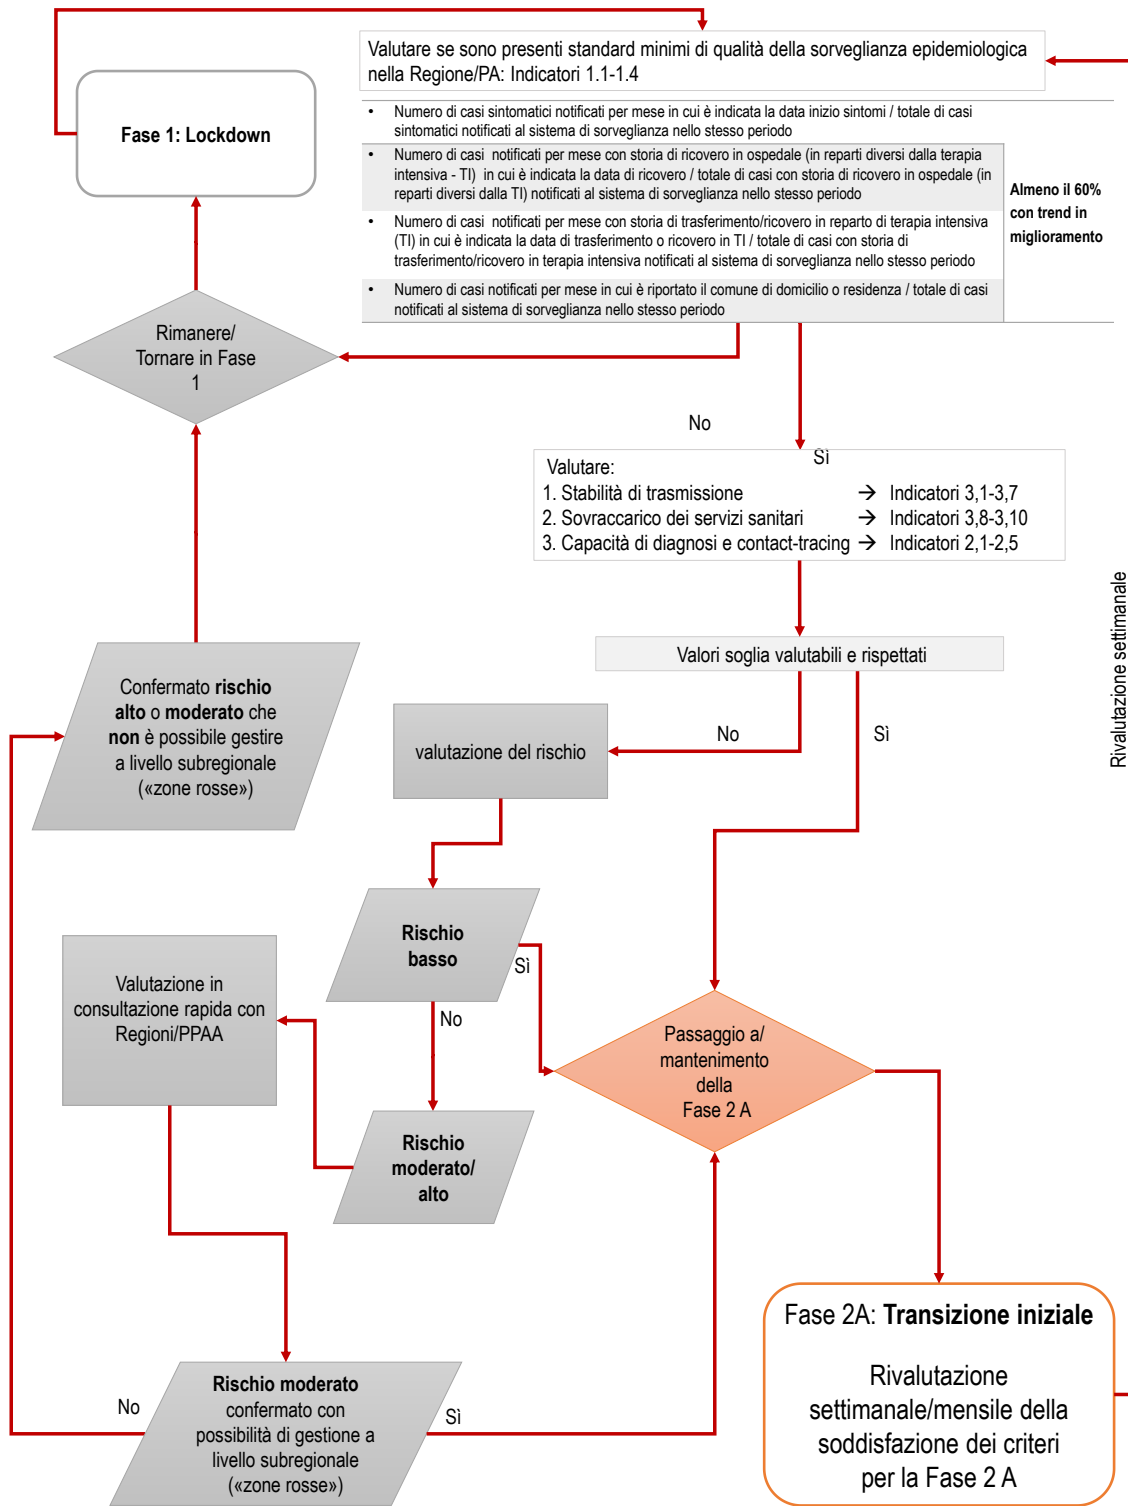 Valutare se sono presenti standard minimi di qualità della sorveglianza epidemiologica
nella Regione/PA: Indicatori 1.1-1.4
Fase 1: Lockdown
• Numero di casi sintomatici notificati per mese in cui è indicata la data inizio sintomi / totale di casi
sintomatici notificati al sistema di sorveglianza nello stesso periodo
• Numero di casi notificati per mese con storia di ricovero in ospedale (in reparti diversi dalla terapia
intensiva - TI) in cui è indicata la data di ricovero / totale di casi con storia di ricovero in ospedale (in
reparti diversi dalla TI) notificati al sistema di sorveglianza nello stesso periodo
• Numero di casi notificati per mese con storia di trasferimento/ricovero in reparto di terapia intensiva
(TI) in cui è indicata la data di trasferimento o ricovero in TI / totale di casi con storia di
trasferimento/ricovero in terapia intensiva notificati al sistema di sorveglianza nello stesso periodo
• Numero di casi notificati per mese in cui è riportato il comune di domicilio o residenza / totale di casi
notificati al sistema di sorveglianza nello stesso periodo
Almeno il 60%
con trend in
miglioramento
Rimanere/
Tornare in Fase
1
No
Sì
Valutare:
1. Stabilità di trasmissione → Indicatori 3,1-3,7
2. Sovraccarico dei servizi sanitari → Indicatori 3,8-3,10
3. Capacità di diagnosi e contact-tracing → Indicatori 2,1-2,5
Rivalutazione settimanale
Valori soglia valutabili e rispettati
Confermato rischio
alto o moderato che
non è possibile gestire
a livello subregionale
(«zone rosse»)
No
Sì
valutazione del rischio
Rischio
basso
Sì
No
Valutazione in
consultazione rapida con
Regioni/PPAA
Passaggio a/
mantenimento
della
Fase 2 A
Rischio
moderato/
alto
Fase 2A: Transizione iniziale
Rivalutazione
settimanale/mensile della
soddisfazione dei criteri
per la Fase 2 A
Rischio moderato
confermato con
possibilità di gestione a
livello subregionale
(«zone rosse»)
No
Sì